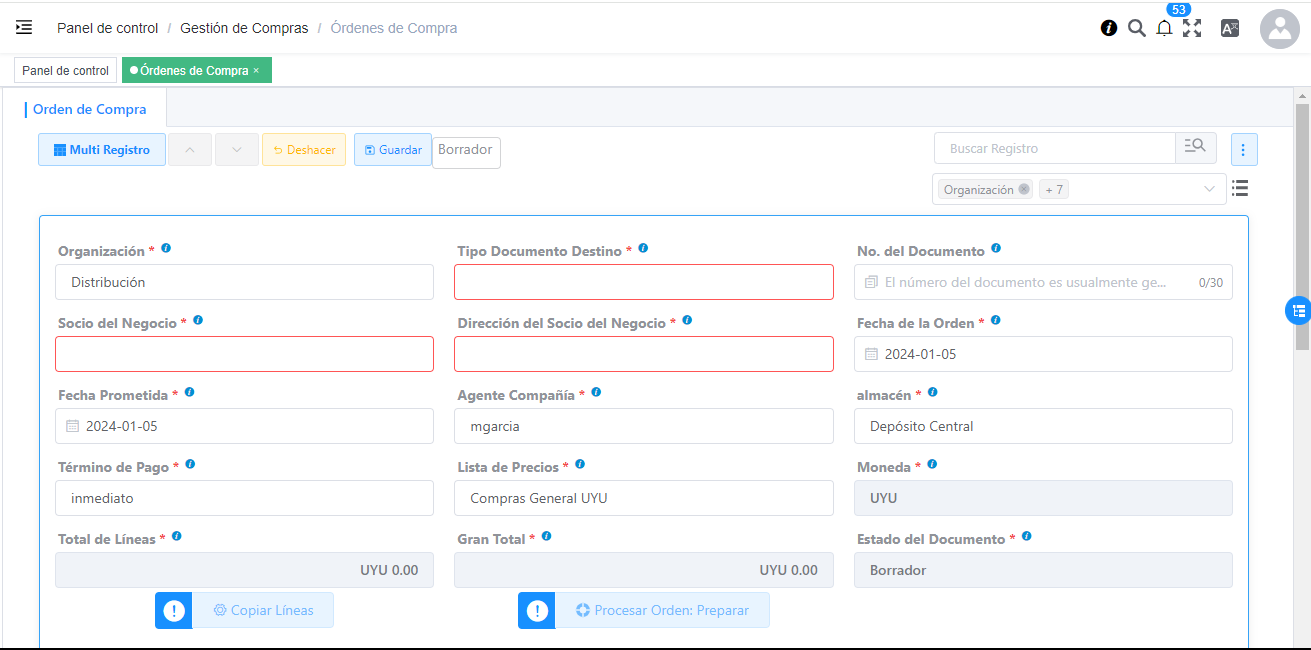 53
Panel de control / Gestión de Compras / Órdenes de Compra
Panel de control Órdenes de Compra ×
Orden de Compra
Multi Registro Deshacer Guardar Borrador Buscar Registro
Organización + 7
Organización * Tipo Documento Destino * No. del Documento
Distribución El número del documento es usualmente ge... 0/30
Socio del Negocio * Dirección del Socio del Negocio * Fecha de la Orden *
2024-01-05
Fecha Prometida * Agente Compañía * almacén *
2024-01-05 mgarcia Depósito Central
Término de Pago * Lista de Precios * Moneda *
inmediato Compras General UYU UYU
Total de Líneas * Gran Total * Estado del Documento *
UYU 0.00 UYU 0.00 Borrador
Copiar Líneas Procesar Orden: Preparar